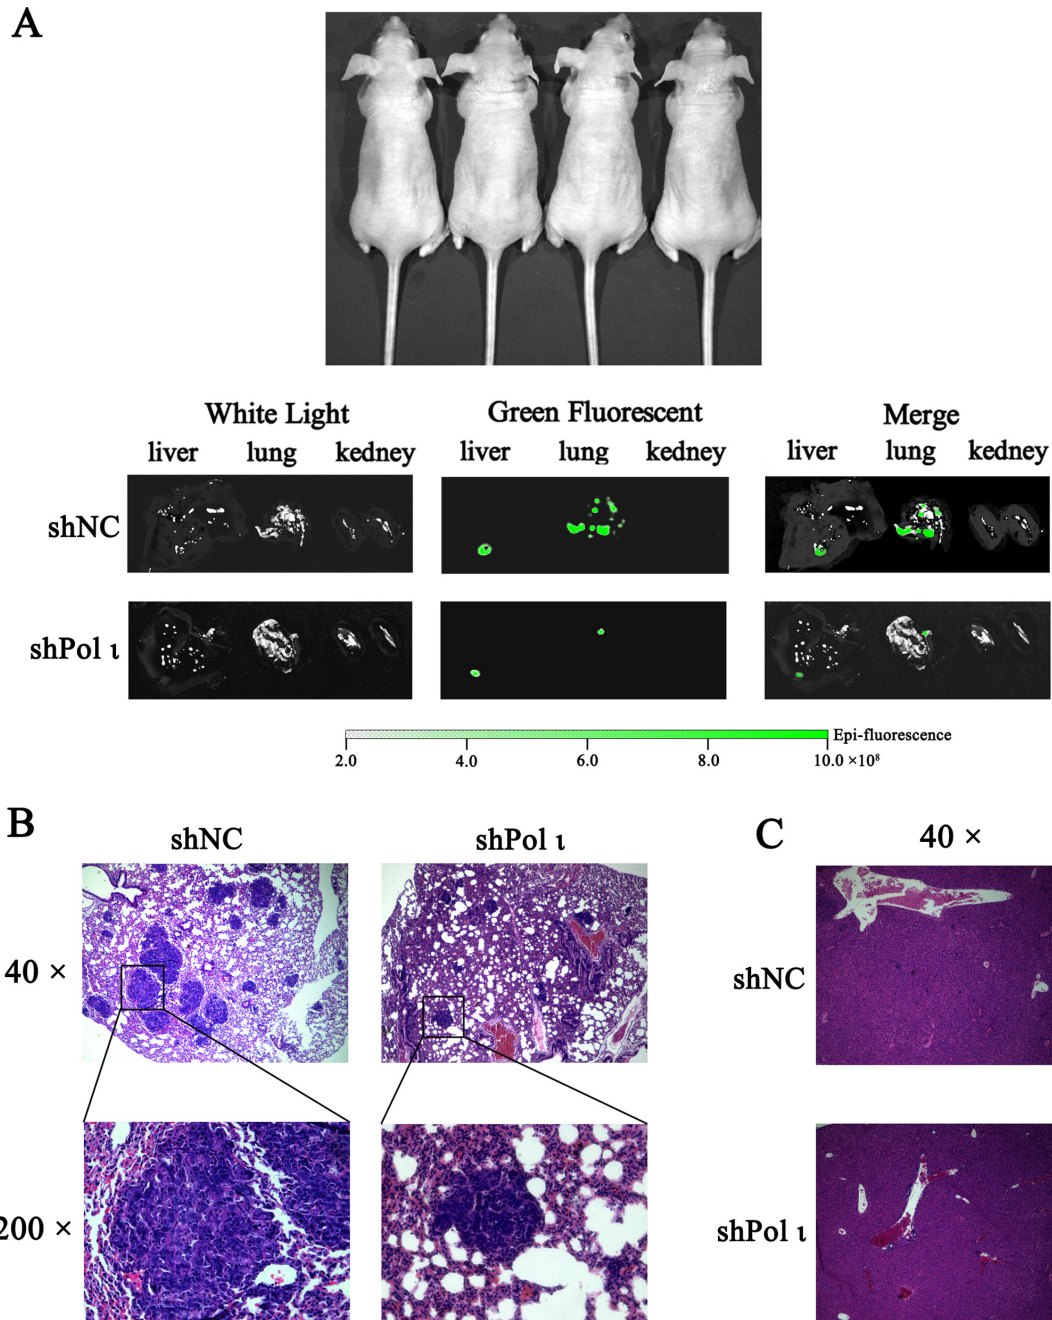 A
White Light Green Fluorescent Merge
liver lung kedney liver lung kedney liver lung kedney
shNC
shPol ι
Epi-fluorescence
2.0 4.0 6.0 8.0 10.0 ×10⁸
B
shNC shPol ι
40 ×
200 ×
C
40 ×
shNC
shPol ι